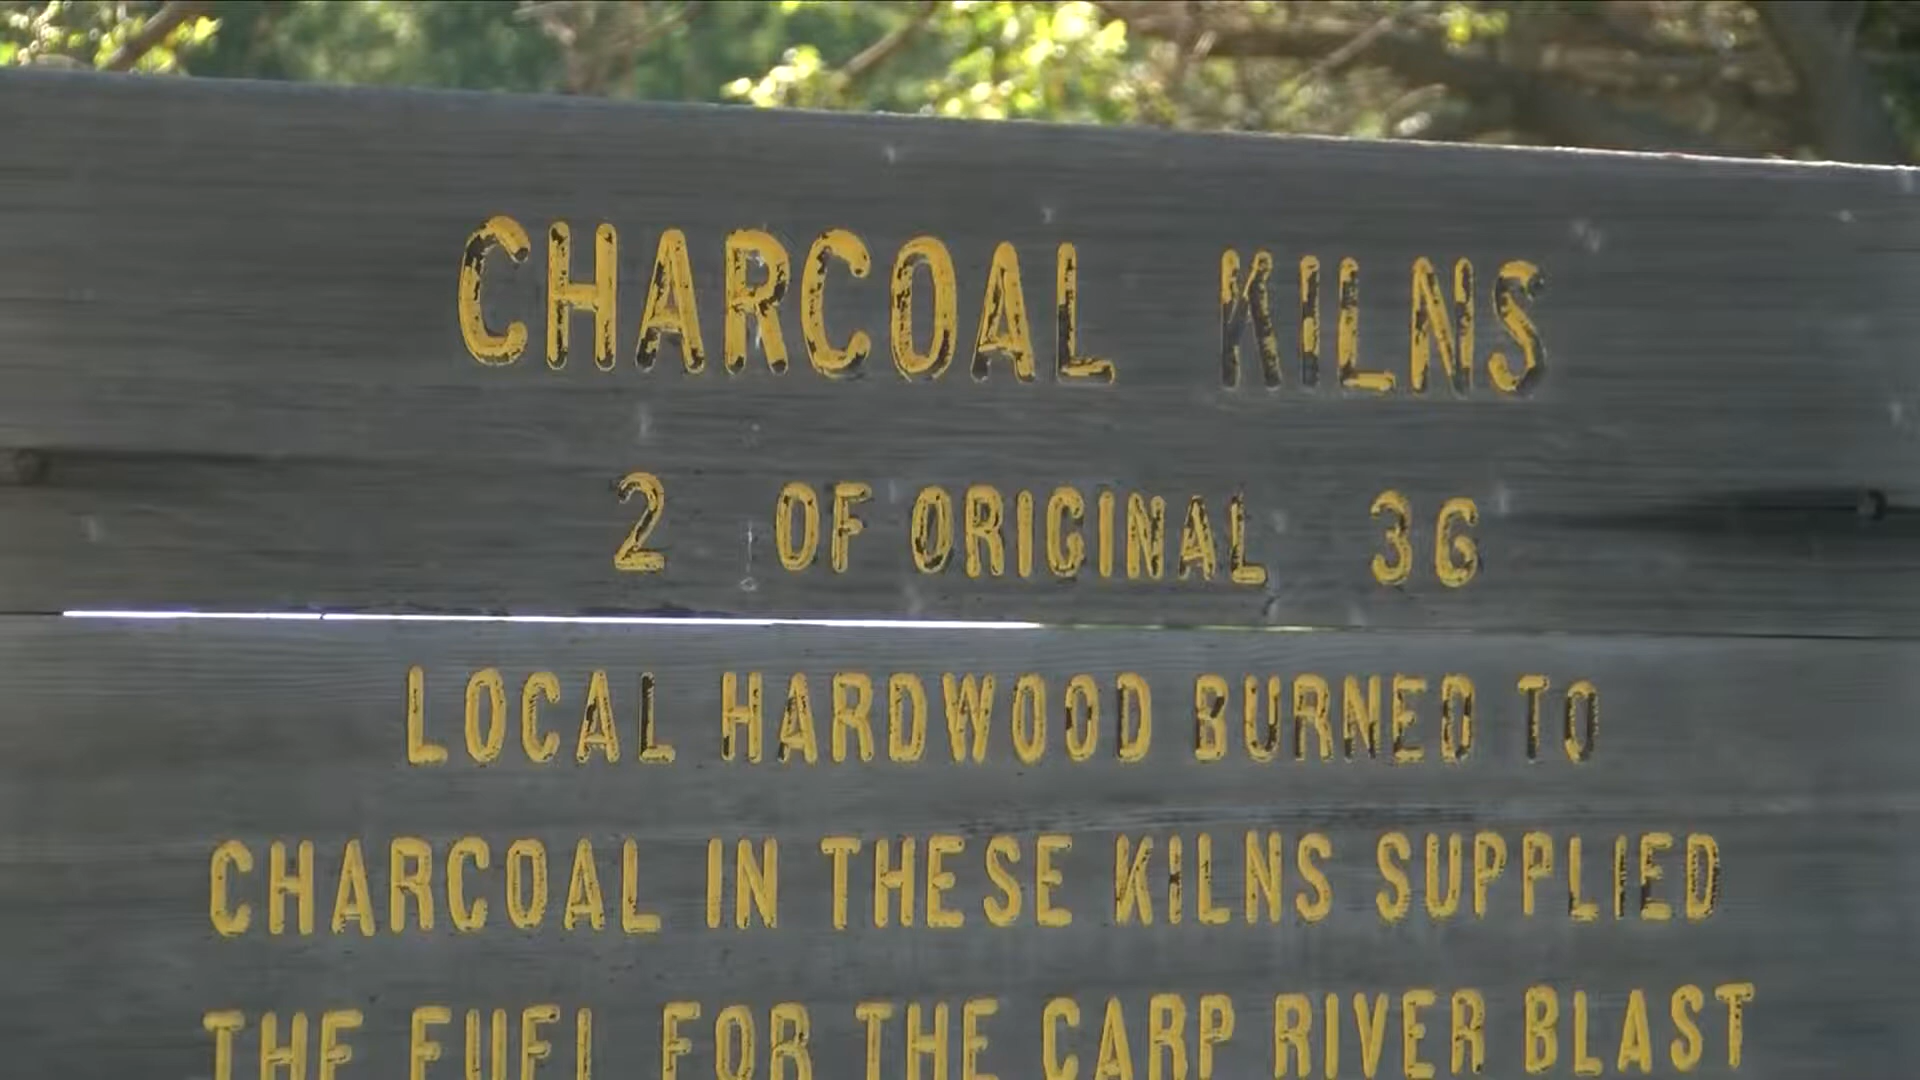 CHARCOAL KILNS
2 OF ORIGINAL 36
LOCAL HARDWOOD BURNED TO
CHARCOAL IN THESE KILNS SUPPLIED
THE FUEL FOR THE CARP RIVER BLAST